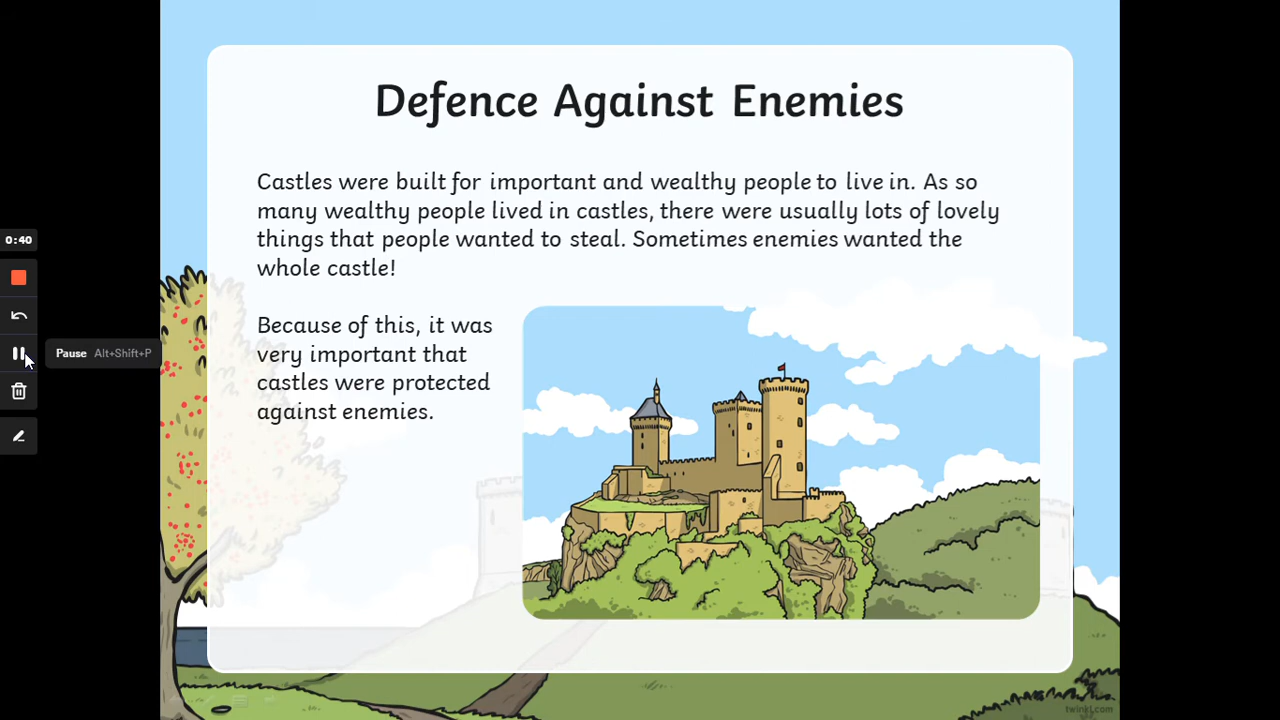 Defence Against Enemies
Castles were built for important and wealthy people to live in. As so
many wealthy people lived in castles, there were usually lots of lovely
things that people wanted to steal. Sometimes enemies wanted the
whole castle!
Because of this, it was
very important that
castles were protected
against enemies.
0:40
Pause Alt+Shift+P
twinkl.com